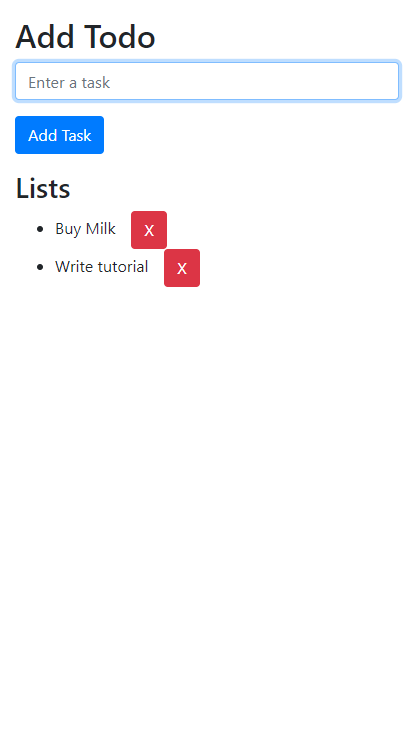 Add Todo
Enter a task
Add Task
Lists
Buy Milk X
Write tutorial X